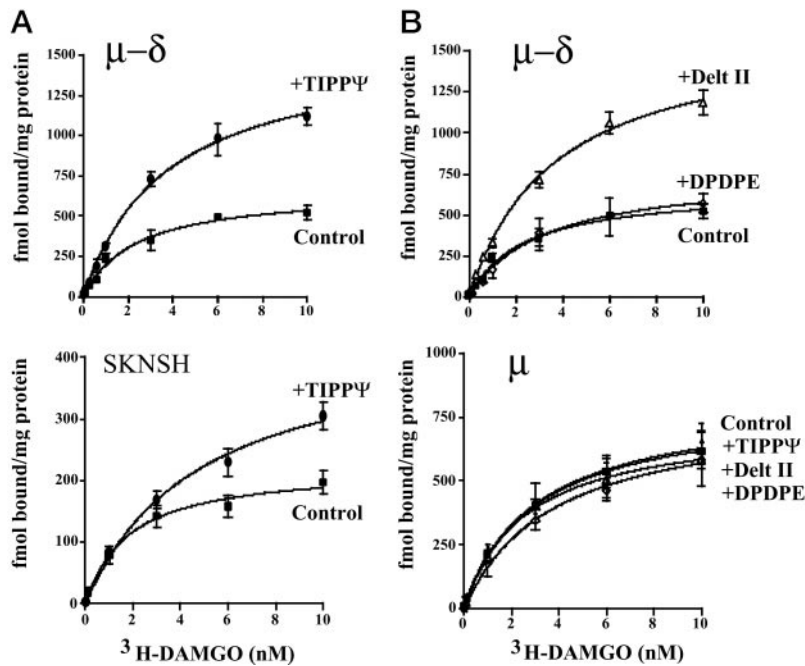 A
μ–δ
fmol bound/mg protein
1500
1250
1000
750
500
250
0
+TIPPΨ
Control
0 2 4 6 8 10
B
μ–δ
fmol bound/mg protein
1500
1250
1000
750
500
250
0
+Delt II
+DPDPE
Control
0 2 4 6 8 10
SKNSH
fmol bound/mg protein
400
300
200
100
0
+TIPPΨ
Control
0 2 4 6 8 10
³H-DAMGO (nM)
μ
fmol bound/mg protein
1000
750
500
250
0
Control
+TIPPΨ
+Delt II
+DPDPE
0 2 4 6 8 10
³H-DAMGO (nM)